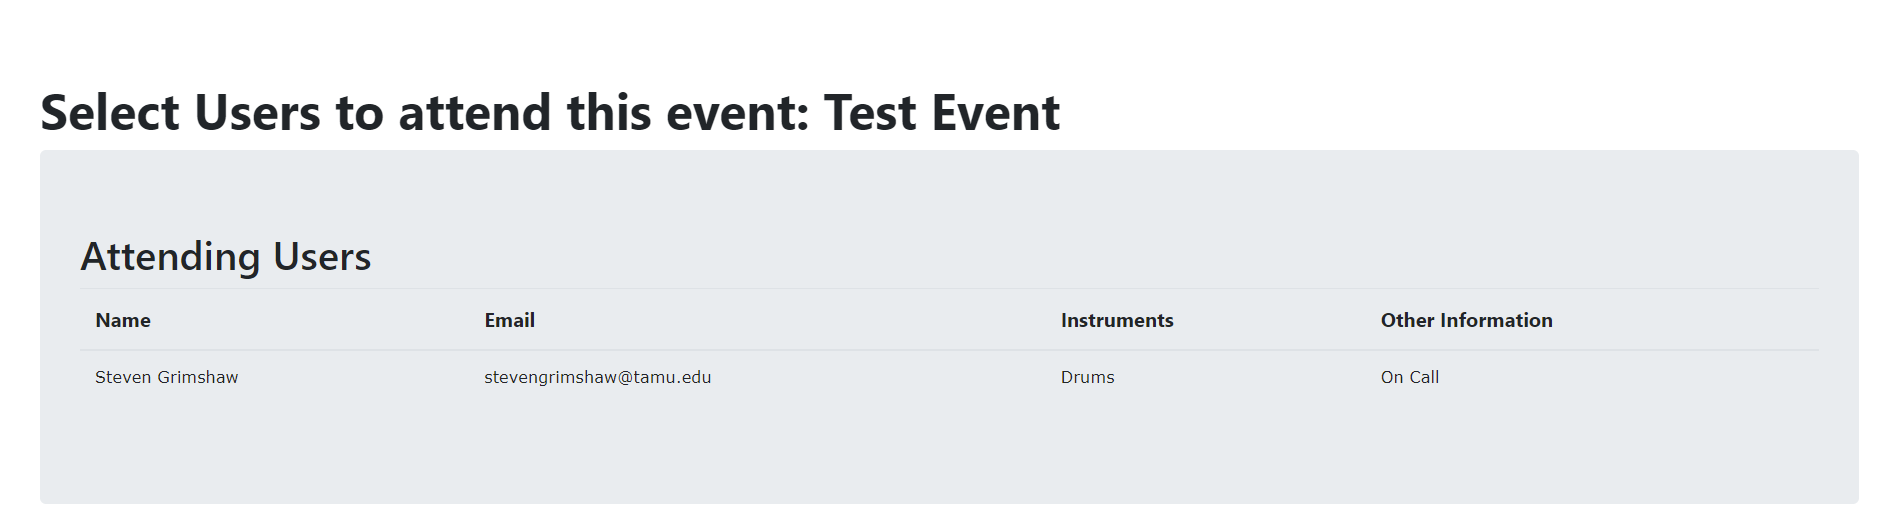 Select Users to attend this event: Test Event
Attending Users
Name Email Instruments Other Information
Steven Grimshaw stevengrimshaw@tamu.edu Drums On Call